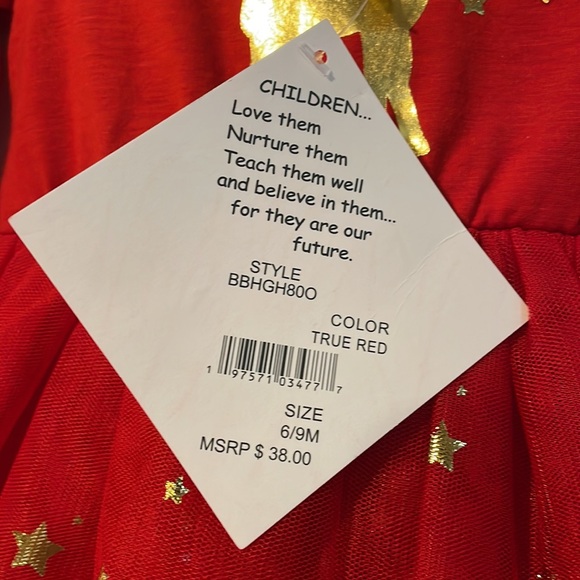 CHILDREN...
Love them
Nurture them
Teach them well
and believe in them...
for they are our
future.
STYLE
BBHGH80O
COLOR
TRUE RED
1 97571 03477 7
SIZE
6/9M
MSRP $ 38.00